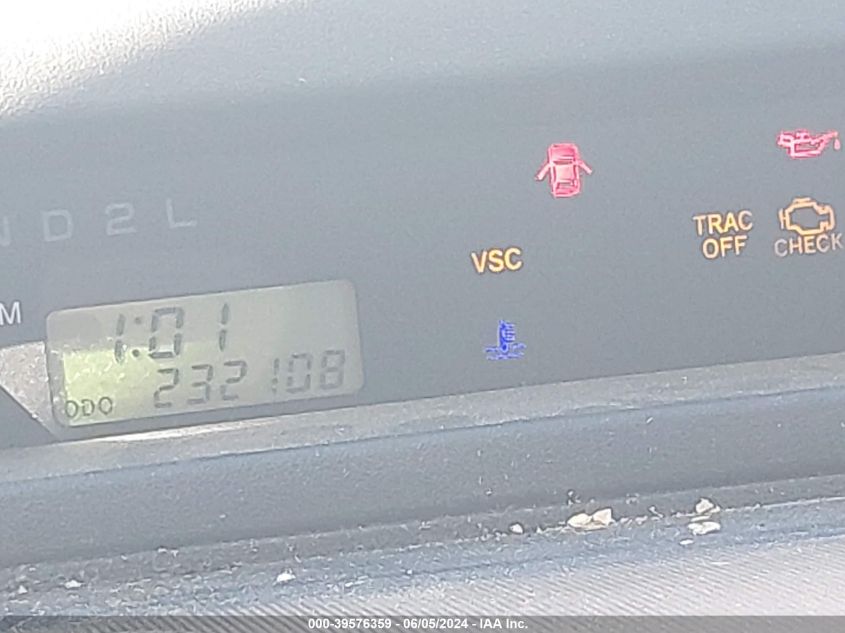 N D 2 L
VSC
TRAC
OFF
CHECK
M
1:01
ODO 232108
000-39576359 - 06/05/2024 - IAA Inc.